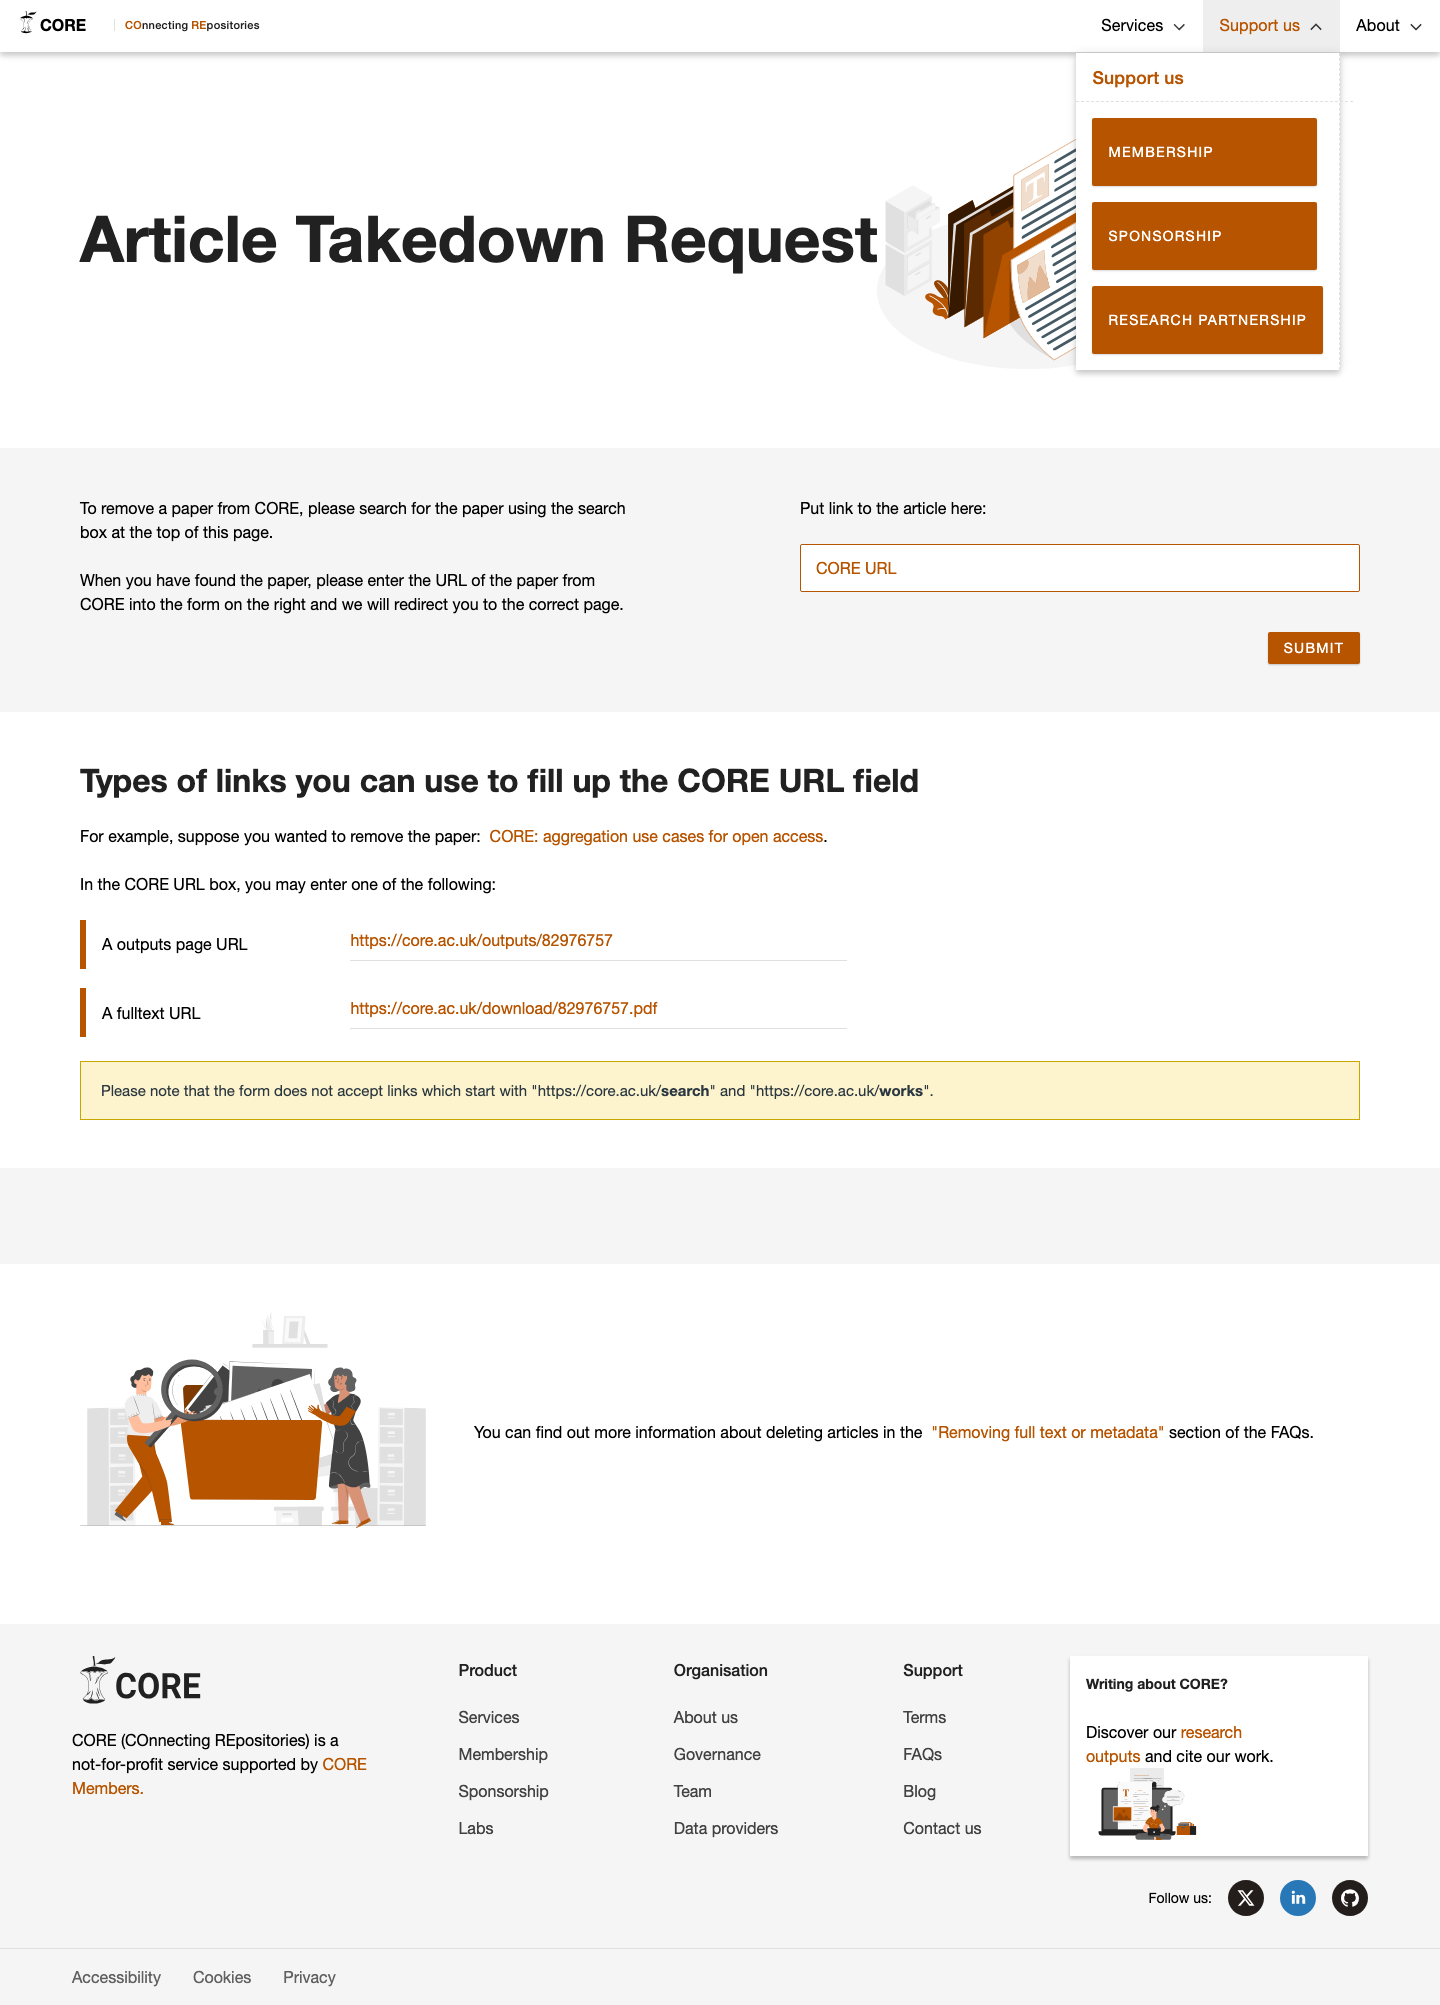 CORE
COnnecting REpositories
Services
Support us
About
Support us
MEMBERSHIP
SPONSORSHIP
RESEARCH PARTNERSHIP
Article Takedown Request
To remove a paper from CORE, please search for the paper using the search
box at the top of this page.
When you have found the paper, please enter the URL of the paper from
CORE into the form on the right and we will redirect you to the correct page.
Put link to the article here:
CORE URL
SUBMIT
Types of links you can use to fill up the CORE URL field
For example, suppose you wanted to remove the paper: CORE: aggregation use cases for open access.
In the CORE URL box, you may enter one of the following:
A outputs page URL
https://core.ac.uk/outputs/82976757
A fulltext URL
https://core.ac.uk/download/82976757.pdf
Please note that the form does not accept links which start with "https://core.ac.uk/search" and "https://core.ac.uk/works".
You can find out more information about deleting articles in the "Removing full text or metadata" section of the FAQs.
CORE
CORE (COnnecting REpositories) is a
not-for-profit service supported by CORE
Members.
Product
Services
Membership
Sponsorship
Labs
Organisation
About us
Governance
Team
Data providers
Support
Terms
FAQs
Blog
Contact us
Writing about CORE?
Discover our research
outputs and cite our work.
Follow us:
Accessibility
Cookies
Privacy